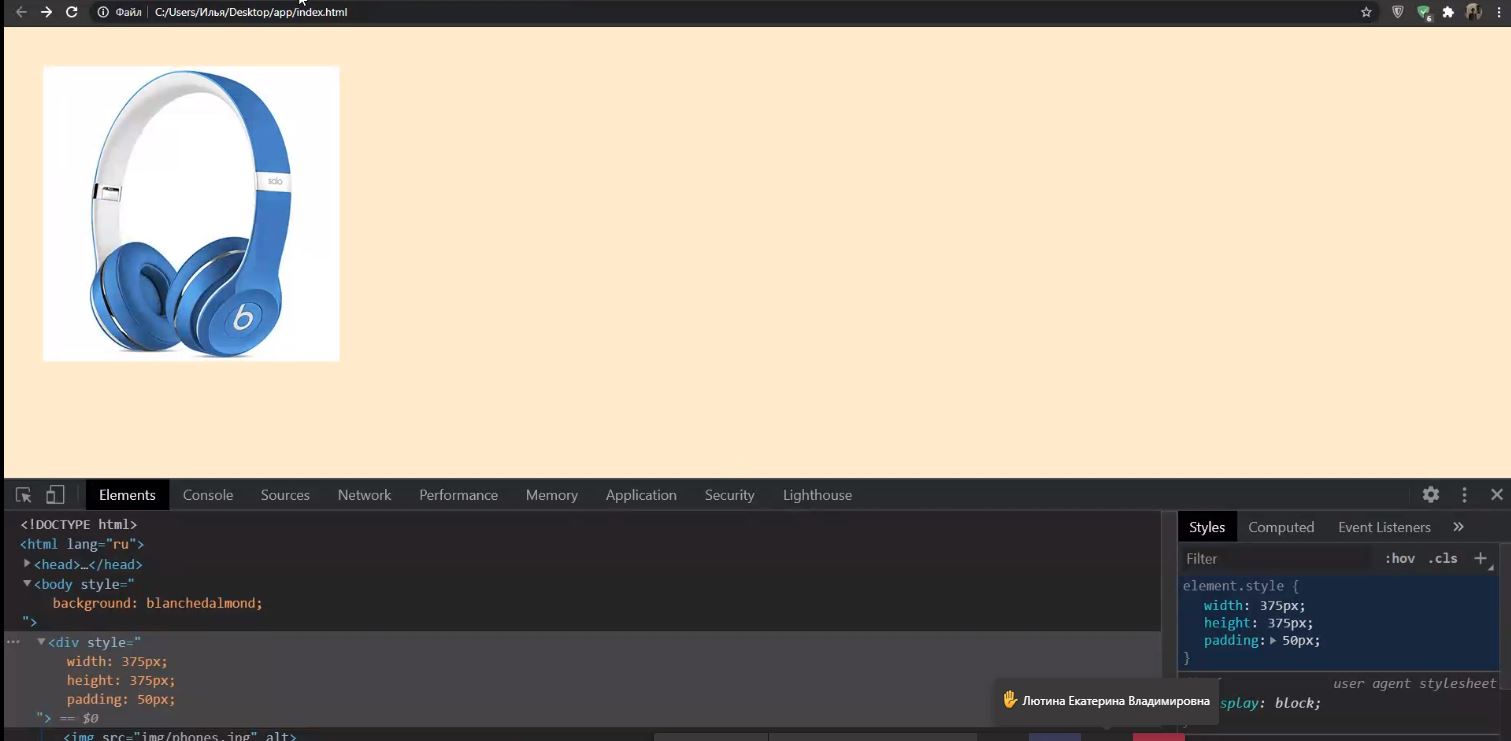 Файл C:/Users/Илья/Desktop/app/index.html
6
solo
b
Elements Console Sources Network Performance Memory Application Security Lighthouse
<!DOCTYPE html>
<html lang="ru">
<head>…</head>
<body style="
background: blanchedalmond;
">
<div style="
width: 375px;
height: 375px;
padding: 50px;
"> == $0
<img src="img/phones.jpg" alt>
Styles Computed Event Listeners »
Filter :hov .cls +
element.style {
width: 375px;
height: 375px;
padding: 50px;
}
user agent stylesheet
splay: block;
Лютина Екатерина Владимировна